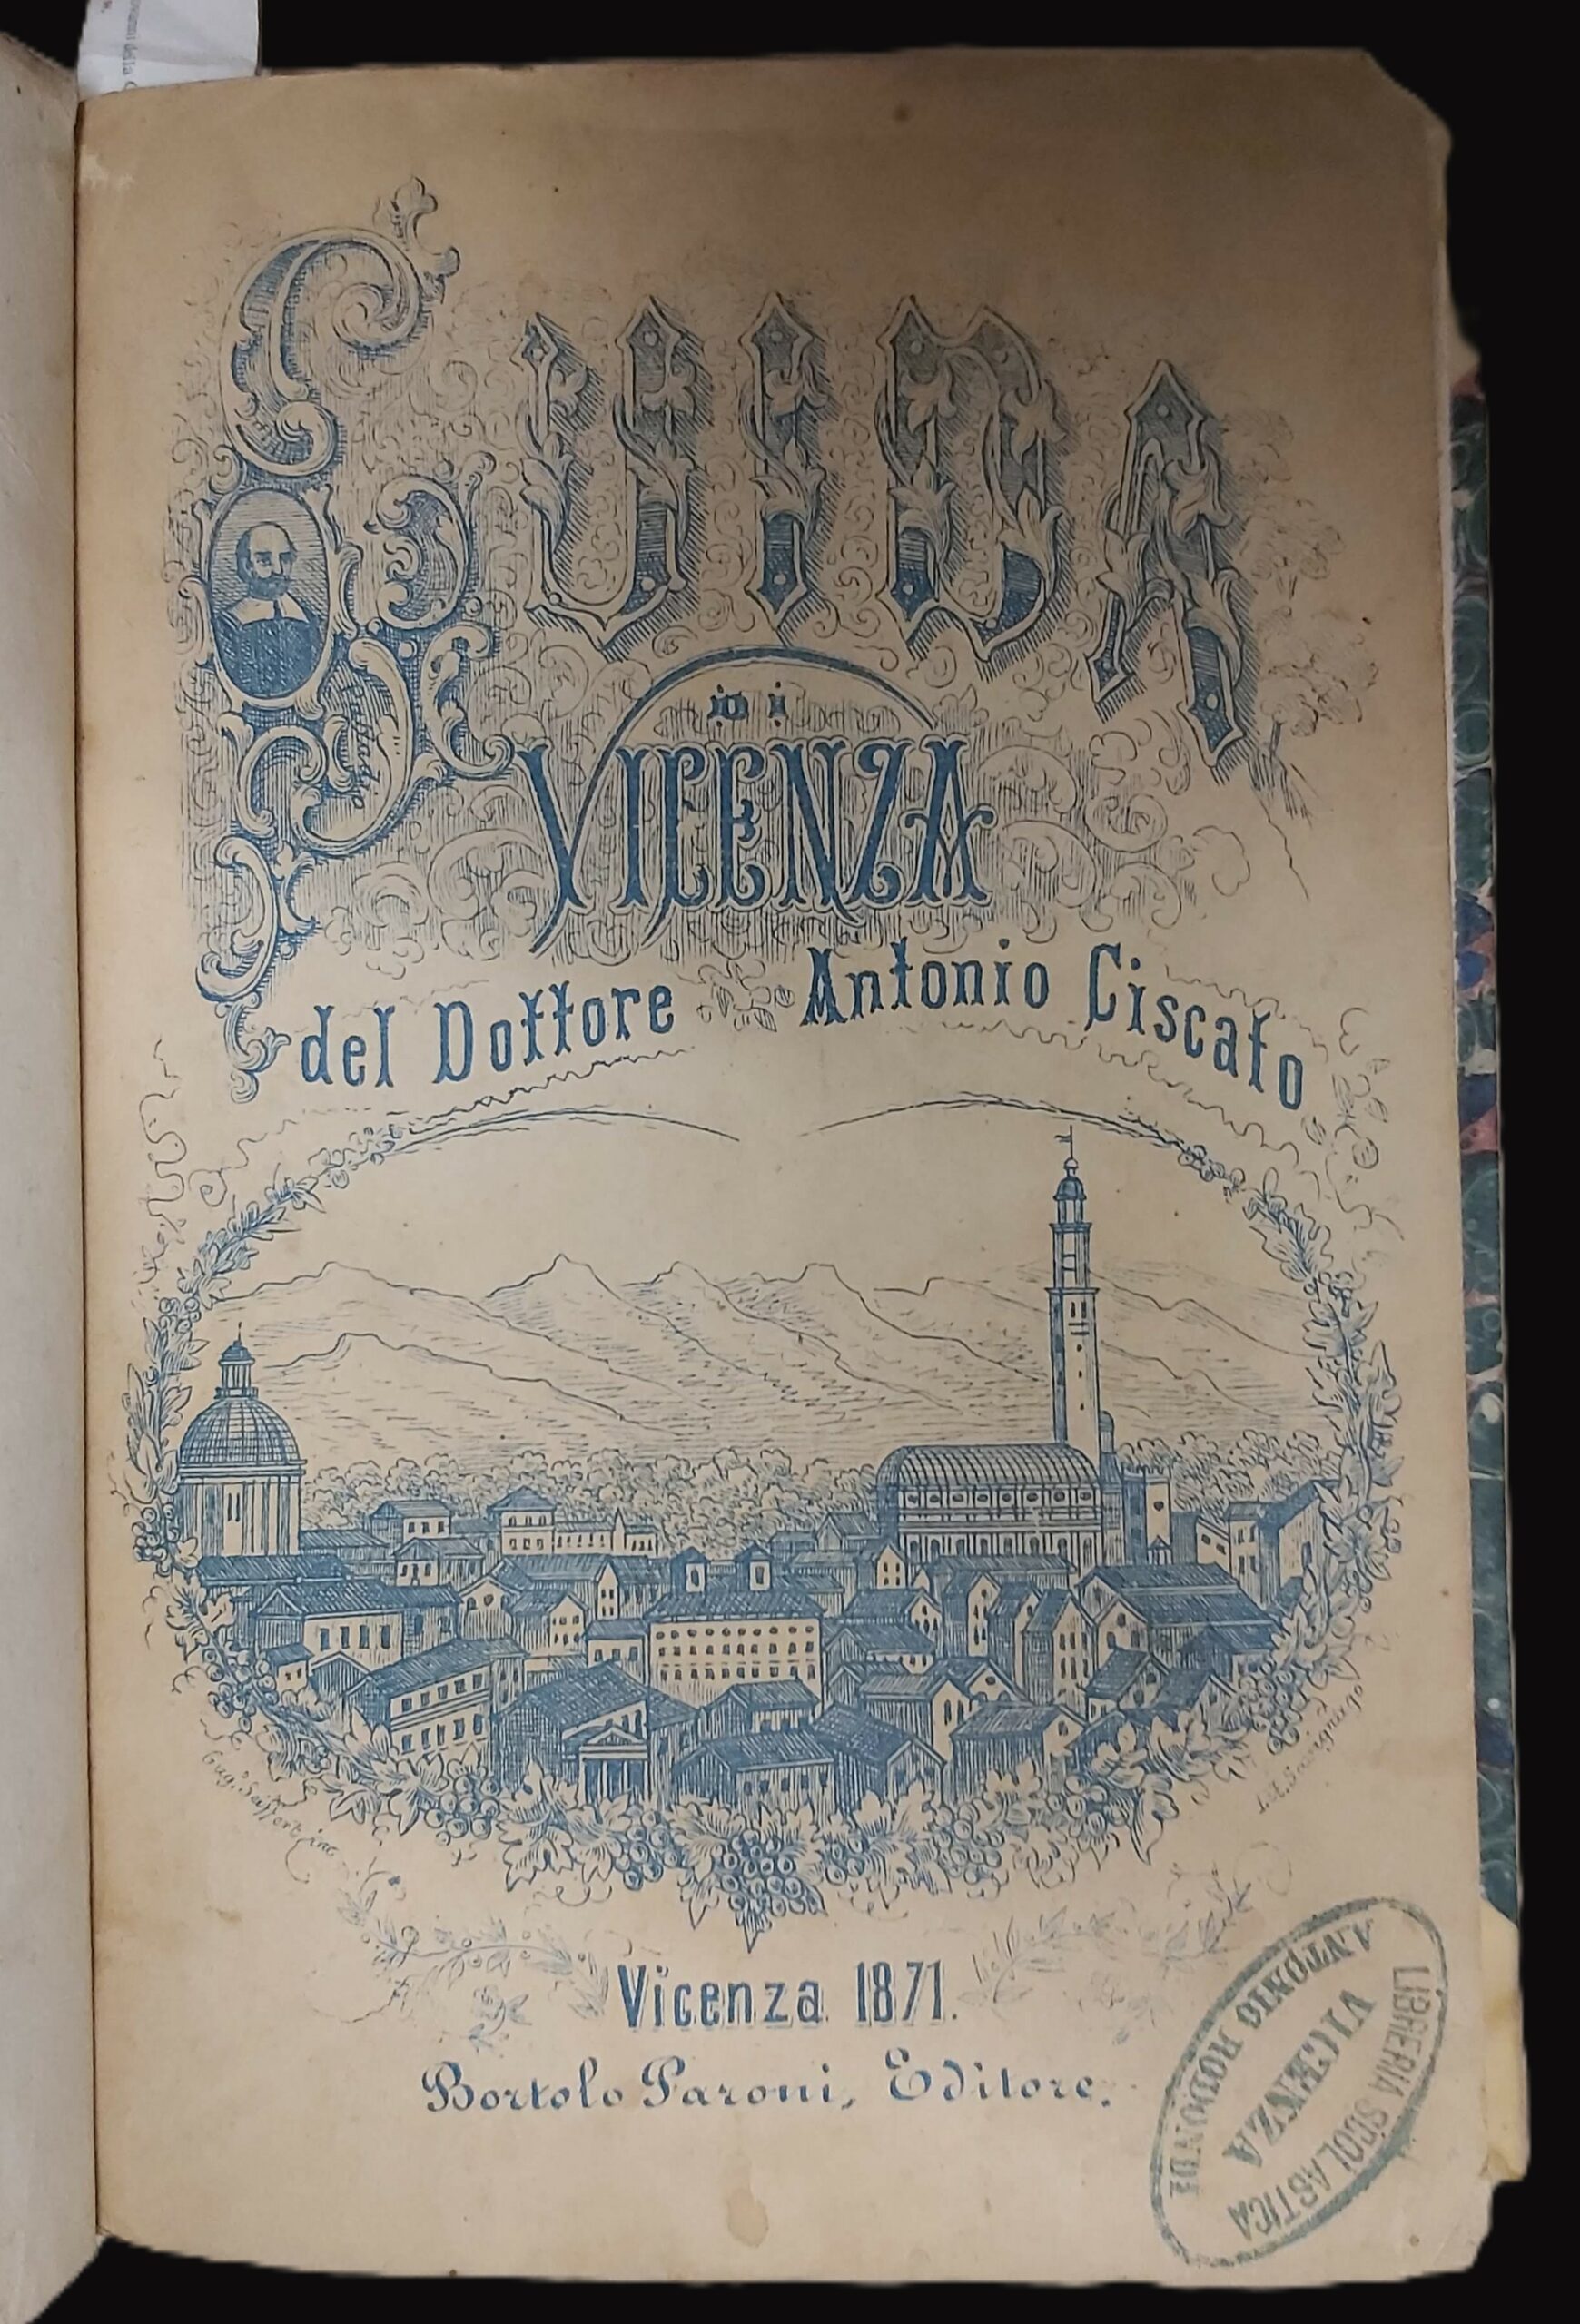 GUIDA
di
VICENZA
del Dottore Antonio Ciscato
Vicenza 1871.
Bortolo Paroni, Editore.
LIBRERIA SCOLASTICA
VICENZA
ANTONIO RODONDI